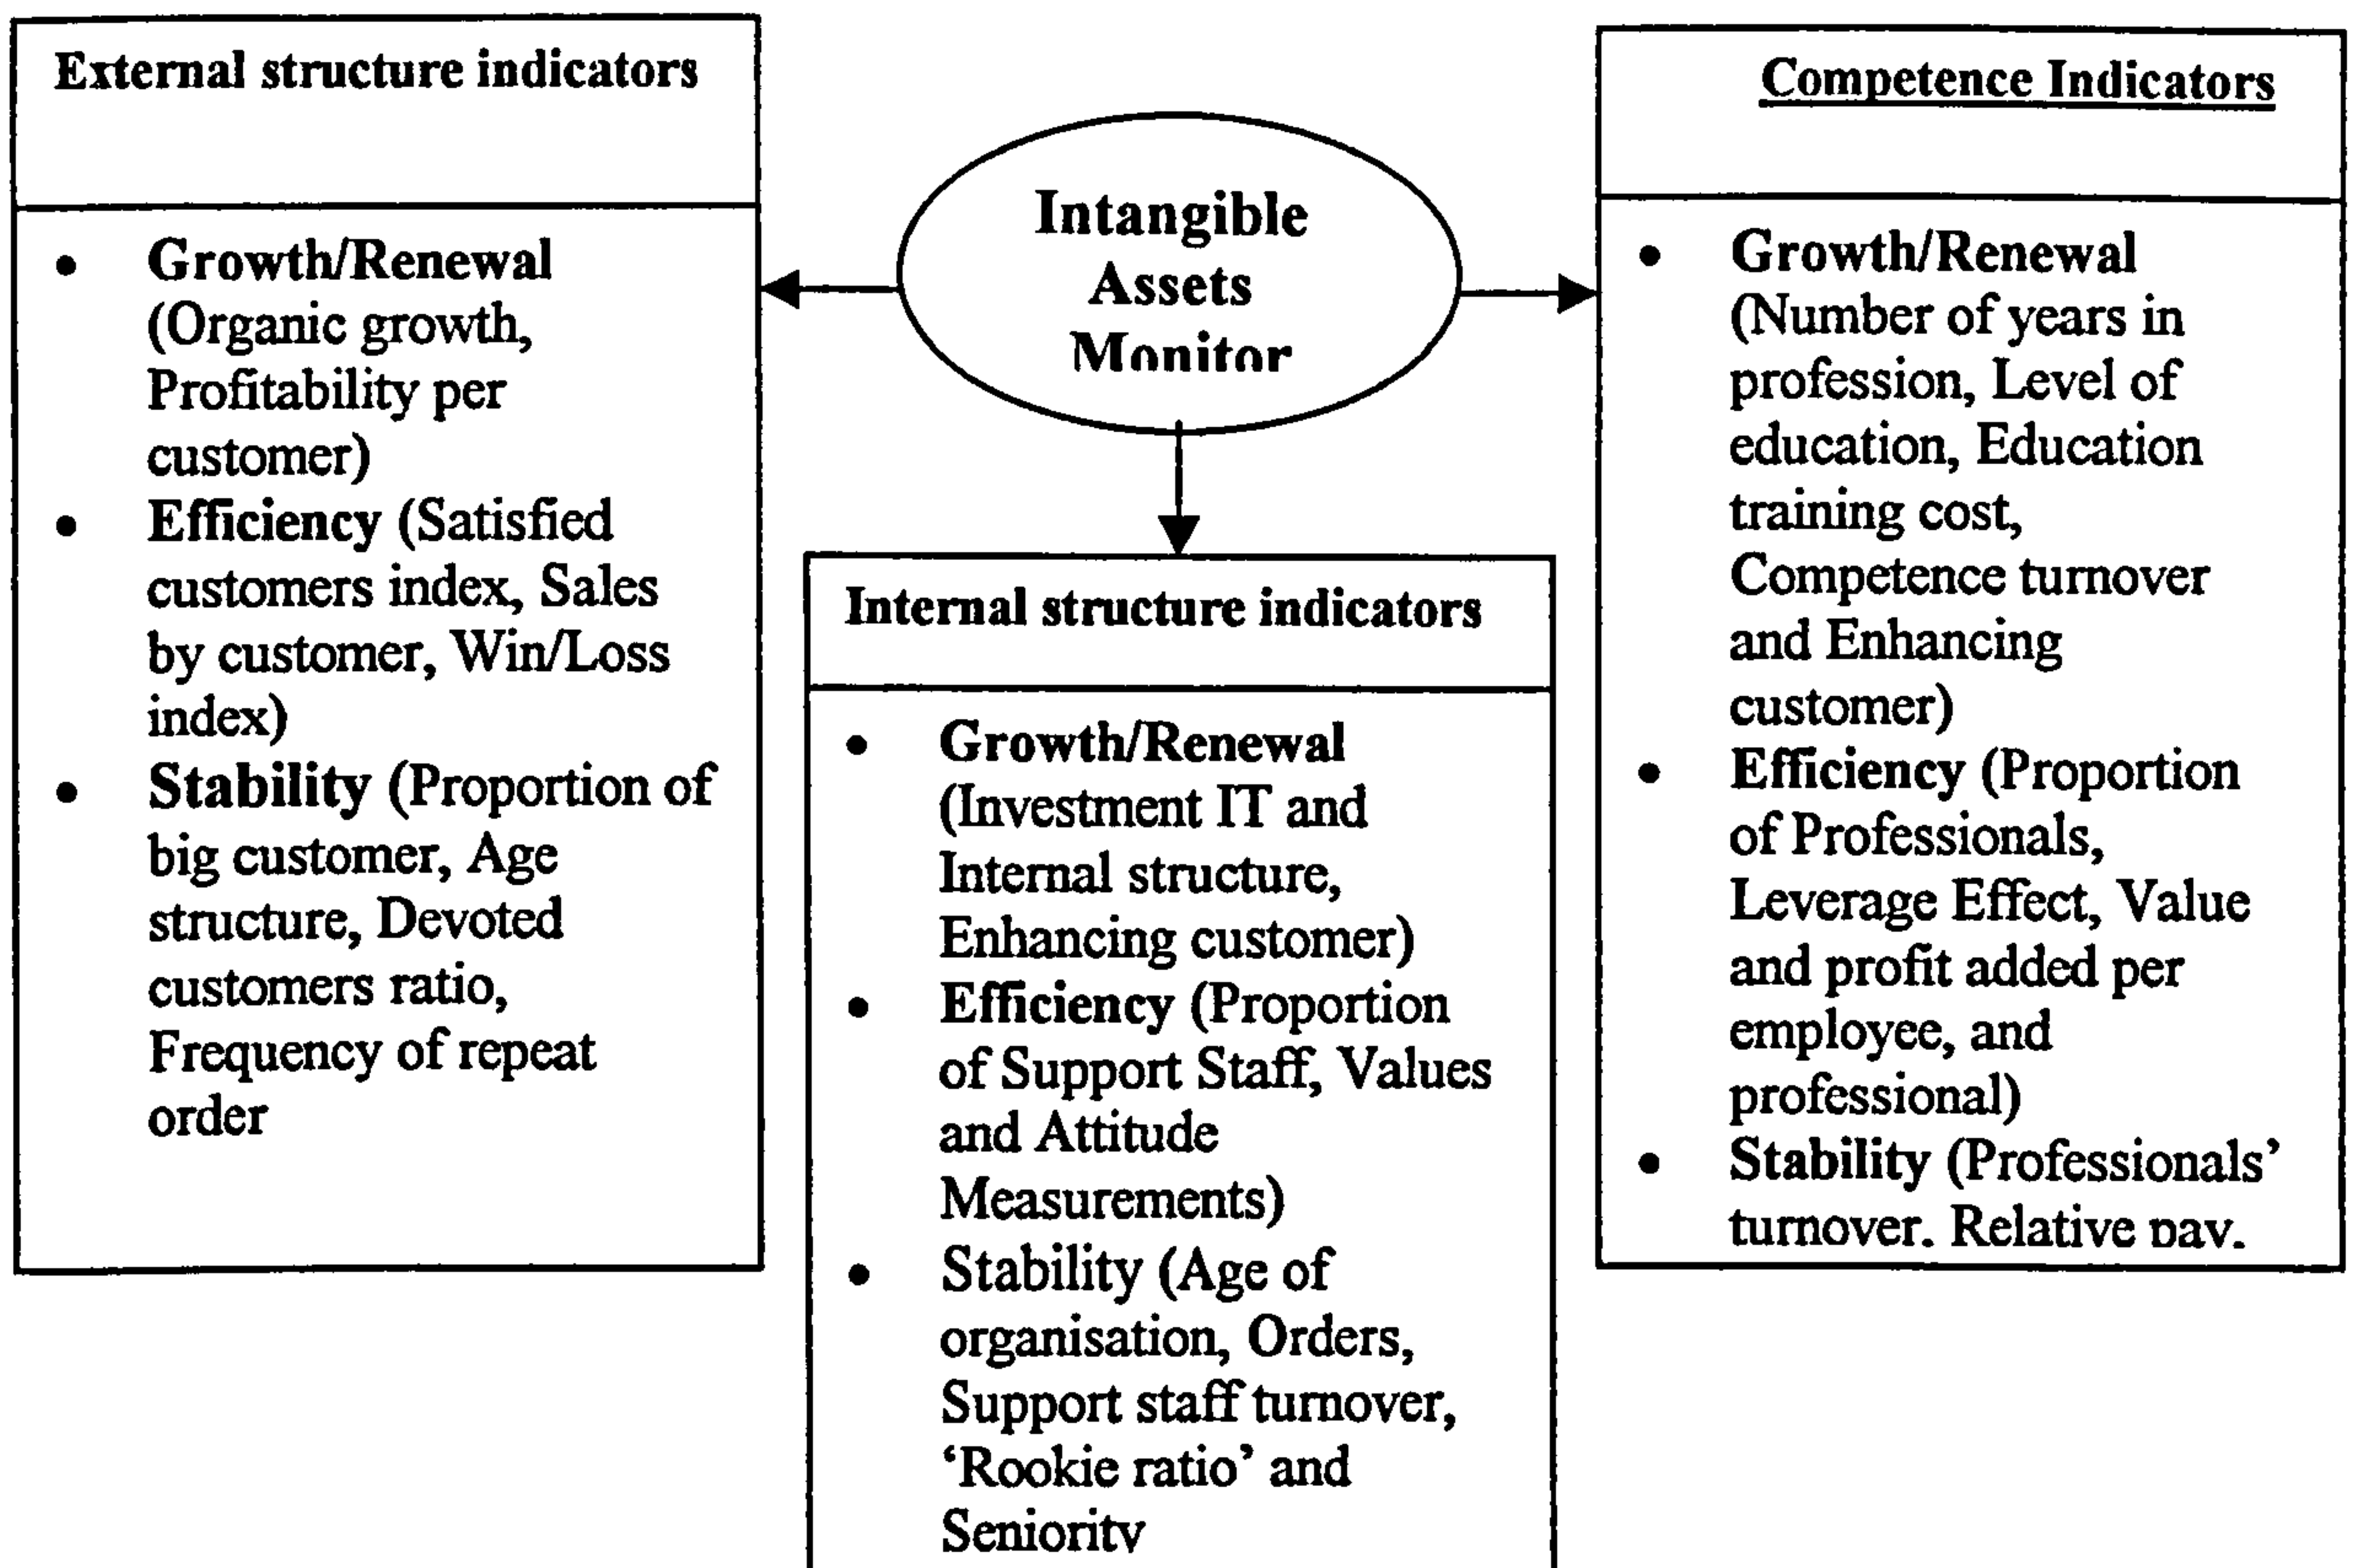 External structure indicators
• Growth/Renewal
(Organic growth,
Profitability per
customer)
• Efficiency (Satisfied
customers index, Sales
by customer, Win/Loss
index)
• Stability (Proportion of
big customer, Age
structure, Devoted
customers ratio,
Frequency of repeat
order
Intangible
Assets
Monitor
Internal structure indicators
• Growth/Renewal
(Investment IT and
Internal structure,
Enhancing customer)
• Efficiency (Proportion
of Support Staff, Values
and Attitude
Measurements)
• Stability (Age of
organisation, Orders,
Support staff turnover,
‘Rookie ratio’ and
Seniority
Competence Indicators
• Growth/Renewal
(Number of years in
profession, Level of
education, Education
training cost,
Competence turnover
and Enhancing
customer)
• Efficiency (Proportion
of Professionals,
Leverage Effect, Value
and profit added per
employee, and
professional)
• Stability (Professionals’
turnover. Relative pay.